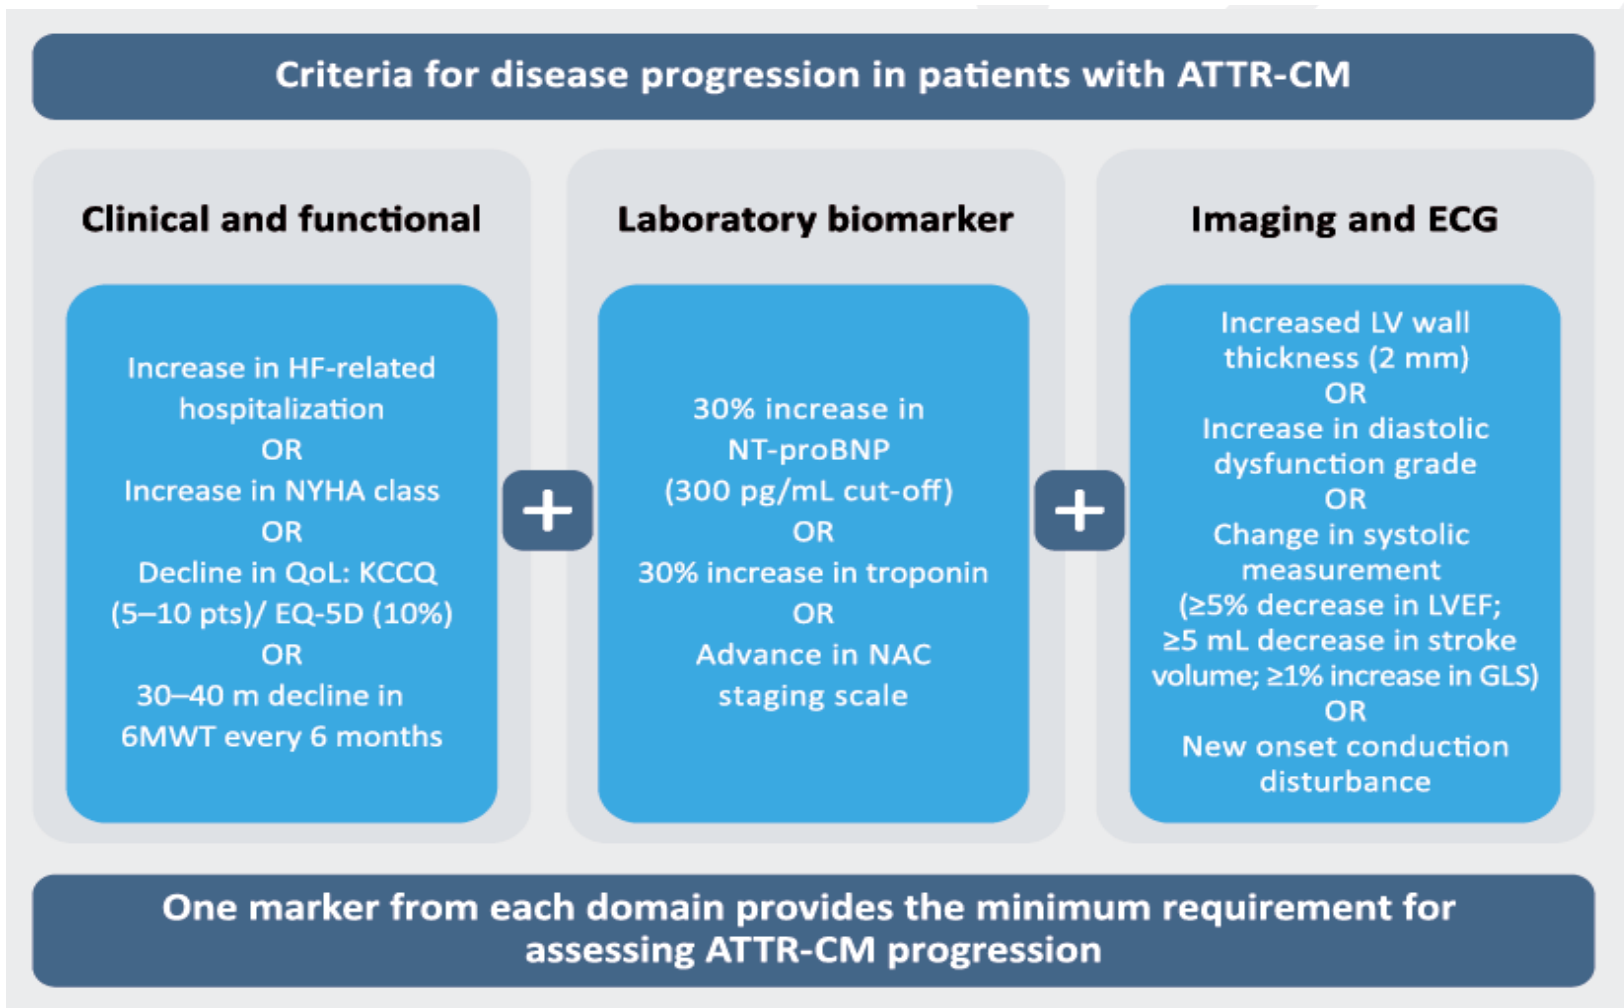 Criteria for disease progression in patients with ATTR-CM
Clinical and functional
Increase in HF-related
hospitalization
OR
Increase in NYHA class
OR
Decline in QoL: KCCQ
(5–10 pts)/ EQ-5D (10%)
OR
30–40 m decline in
6MWT every 6 months
+
Laboratory biomarker
30% increase in
NT-proBNP
(300 pg/mL cut-off)
OR
30% increase in troponin
OR
Advance in NAC
staging scale
+
Imaging and ECG
Increased LV wall
thickness (2 mm)
OR
Increase in diastolic
dysfunction grade
OR
Change in systolic
measurement
(≥5% decrease in LVEF;
≥5 mL decrease in stroke
volume; ≥1% increase in GLS)
OR
New onset conduction
disturbance
One marker from each domain provides the minimum requirement for
assessing ATTR-CM progression